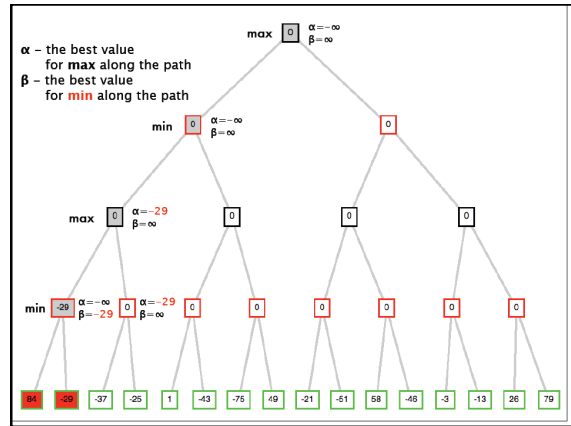 max 0 α=-∞
β=∞
α – the best value
for max along the path
β – the best value
for min along the path
min 0 α=-∞
β=∞
0
max 0 α=-29
β=∞
0 0 0
min -29 α=-∞
β=-29
0 α=-29
β=∞
0 0 0 0 0 0
84 -29 -37 -25 1 -43 -75 49 -21 -51 58 -46 -3 -13 26 79